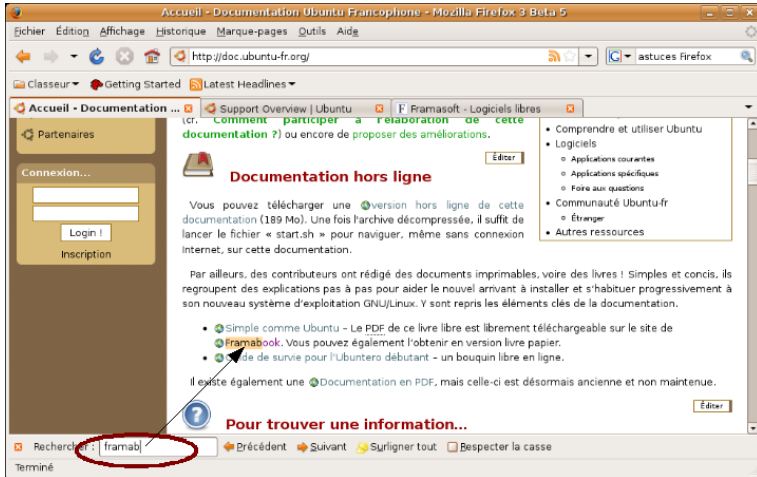 Accueil - Documentation Ubuntu Francophone - Mozilla Firefox 3 Beta 5
Fichier Édition Affichage Historique Marque-pages Outils Aide
http://doc.ubuntu-fr.org/ astuces Firefox
Classeur Getting Started Latest Headlines
Accueil - Documentation ... Support Overview | Ubuntu Framasoft - Logiciels libres
Partenaires
Connexion...
Login !
Inscription
(cf. Comment participer à l'élaboration de cette
documentation ?) ou encore de proposer des améliorations.
Éditer
Documentation hors ligne
Vous pouvez télécharger une version hors ligne de cette
documentation (189 Mo). Une fois l'archive décompressée, il suffit de
lancer le fichier « start.sh » pour naviguer, même sans connexion
Internet, sur cette documentation.
Comprendre et utiliser Ubuntu
Logiciels
Applications courantes
Applications spécifiques
Foire aux questions
Communauté Ubuntu-fr
Étranger
Autres ressources
Par ailleurs, des contributeurs ont rédigé des documents imprimables, voire des livres ! Simples et concis, ils
regroupent des explications pas à pas pour aider le nouvel arrivant à installer et s'habituer progressivement à
son nouveau système d'exploitation GNU/Linux. Y sont repris les éléments clés de la documentation.
Simple comme Ubuntu – Le PDF de ce livre libre est librement téléchargeable sur le site de
Framabook. Vous pouvez également l'obtenir en version livre papier.
Guide de survie pour l'Ubuntero débutant – un bouquin libre en ligne.
Il existe également une Documentation en PDF, mais celle-ci est désormais ancienne et non maintenue.
Éditer
Pour trouver une information...
Rechercher : framab Précédent Suivant Surligner tout Respecter la casse
Terminé